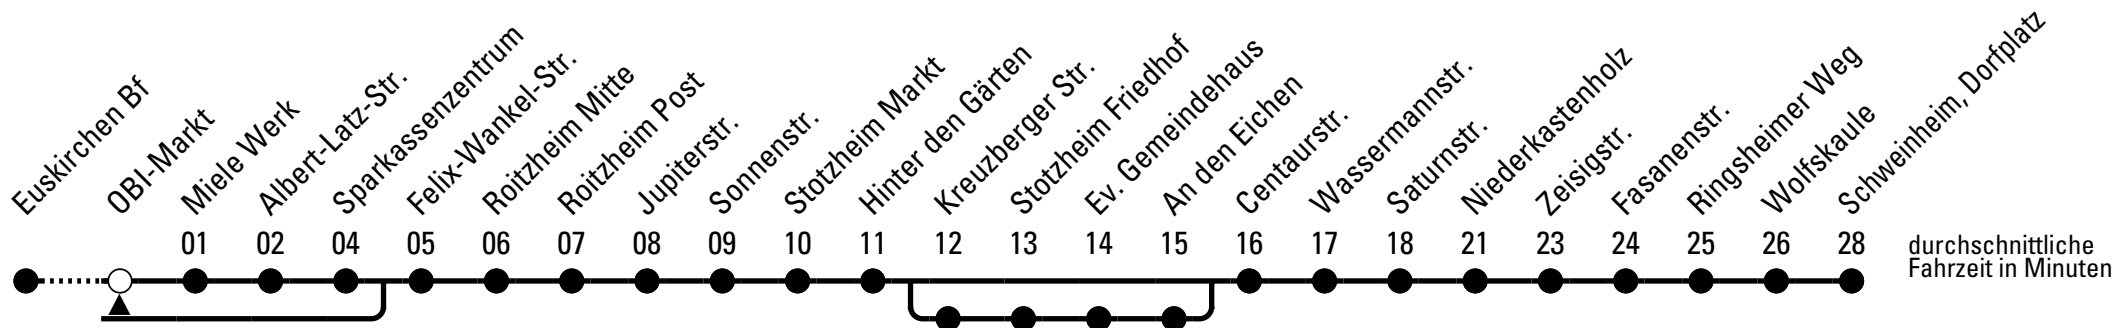 Euskirchen Bf
OBI-Markt
Miele Werk
Albert-Latz-Str.
Sparkassenzentrum
Felix-Wankel-Str.
Roitzheim Mitte
Roitzheim Post
Jupiterstr.
Sonnenstr.
Stotzheim Markt
Hinter den Gärten
Kreuzberger Str.
Stotzheim Friedhof
Ev. Gemeindehaus
An den Eichen
Centaurstr.
Wassermannstr.
Saturnstr.
Niederkastenholz
Zeisigstr.
Fasanenstr.
Ringsheimer Weg
Wolfskaule
Schweinheim, Dorfplatz
01 02 04 05 06 07 08 09 10 11 12 13 14 15 16 17 18 21 23 24 25 26 28
durchschnittliche
Fahrzeit in Minuten